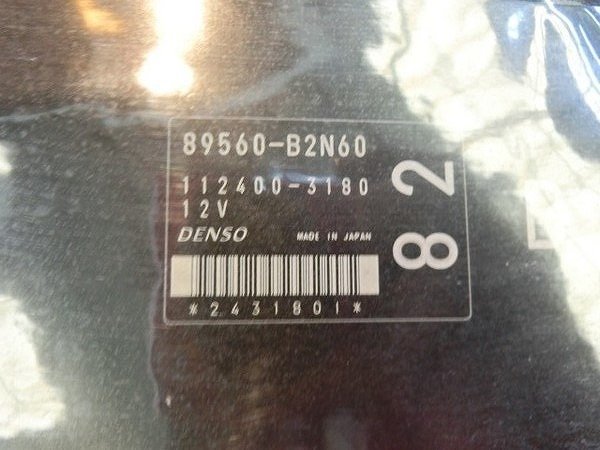 89560-B2N60
112400-3180
12V
DENSO MADE IN JAPAN
*2431801*
82